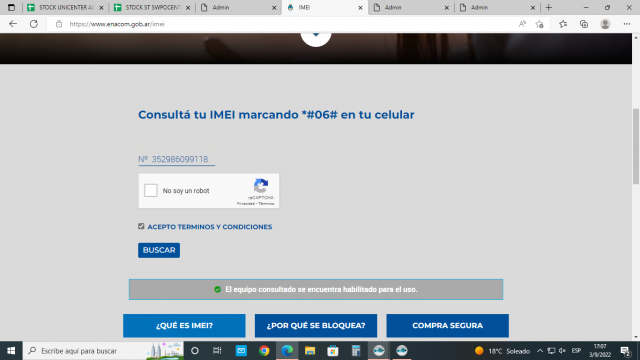 STOCK UNICENTER AG
STOCK ST SWPOCENT
Admin
IMEI
Admin
Admin
https://www.enacom.gob.ar/imei
Consultá tu IMEI marcando *#06# en tu celular
Nº 352986099118
No soy un robot
reCAPTCHA
Privacidad - Términos
ACEPTO TERMINOS Y CONDICIONES
BUSCAR
El equipo consultado se encuentra habilitado para el uso.
¿QUÉ ES IMEI?
¿POR QUÉ SE BLOQUEA?
COMPRA SEGURA
Escribe aquí para buscar
18°C Soleado
ESP
17:07
3/9/2022